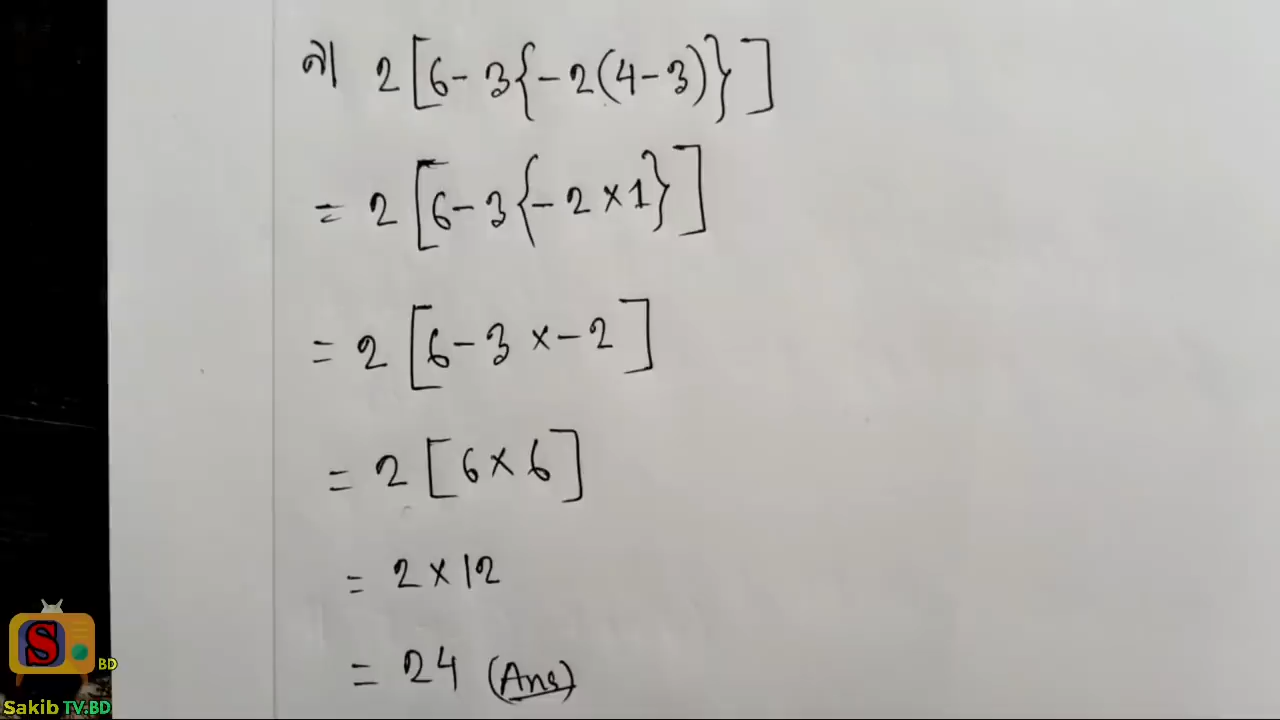 ন। 2[6-3{-2(4-3)}]
= 2[6-3{-2×1}]
= 2[6-3×-2]
= 2[6×6]
= 2×12
= 24 (Ans)
S BD
Sakib TV.BD